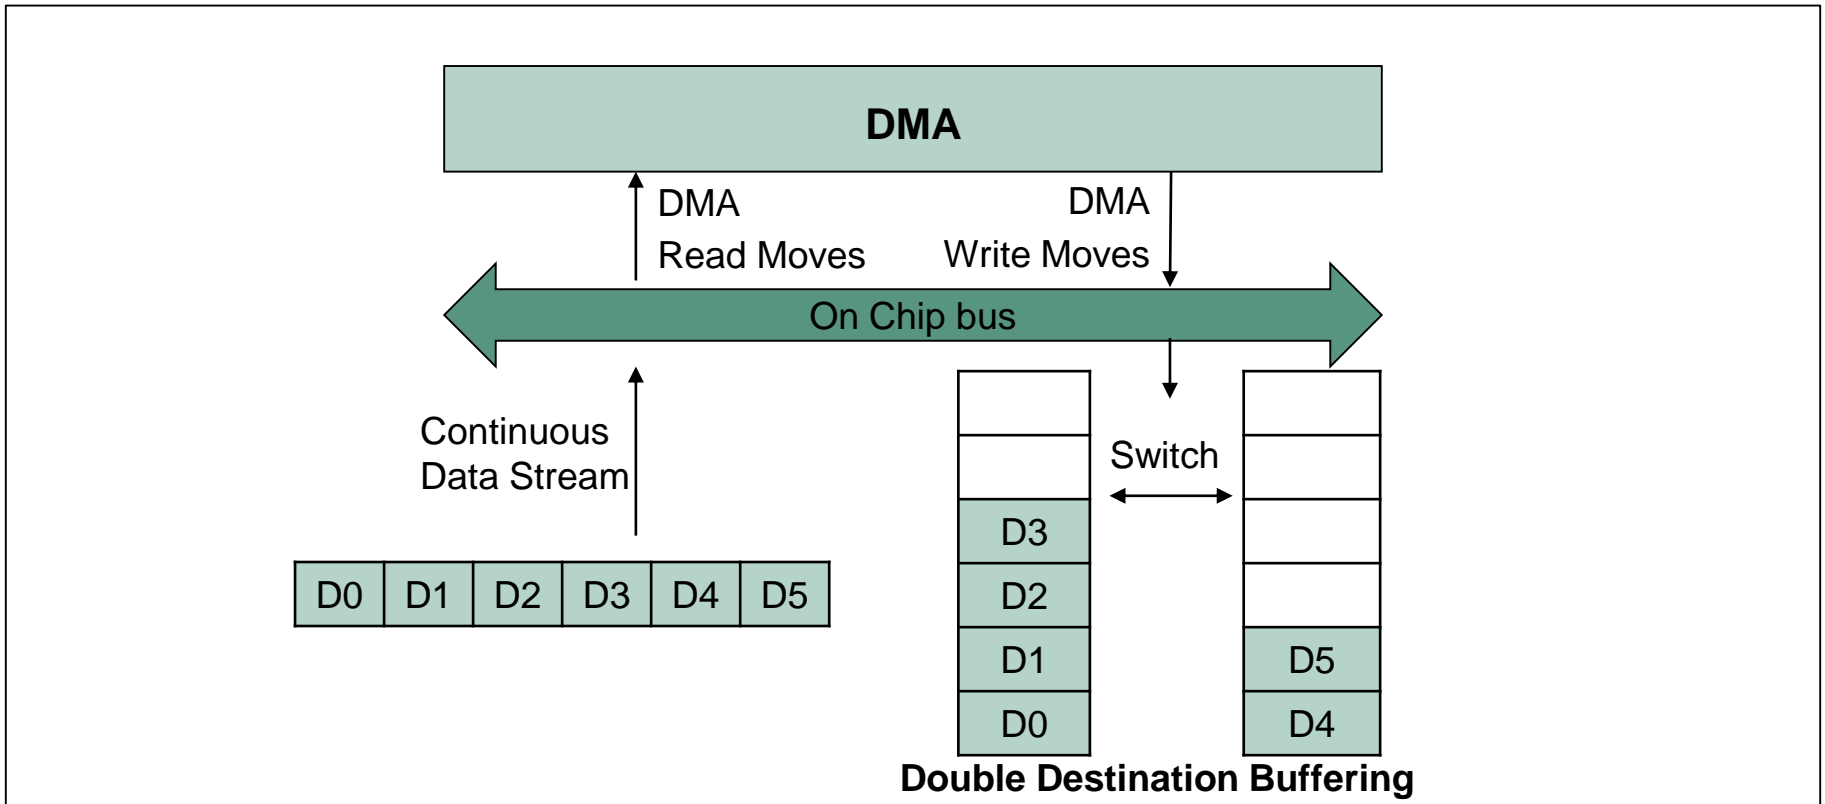 DMA
DMA
Read Moves
DMA
Write Moves
On Chip bus
Continuous
Data Stream
Switch
D0 D1 D2 D3 D4 D5
D3
D2
D1
D0
D5
D4
Double Destination Buffering